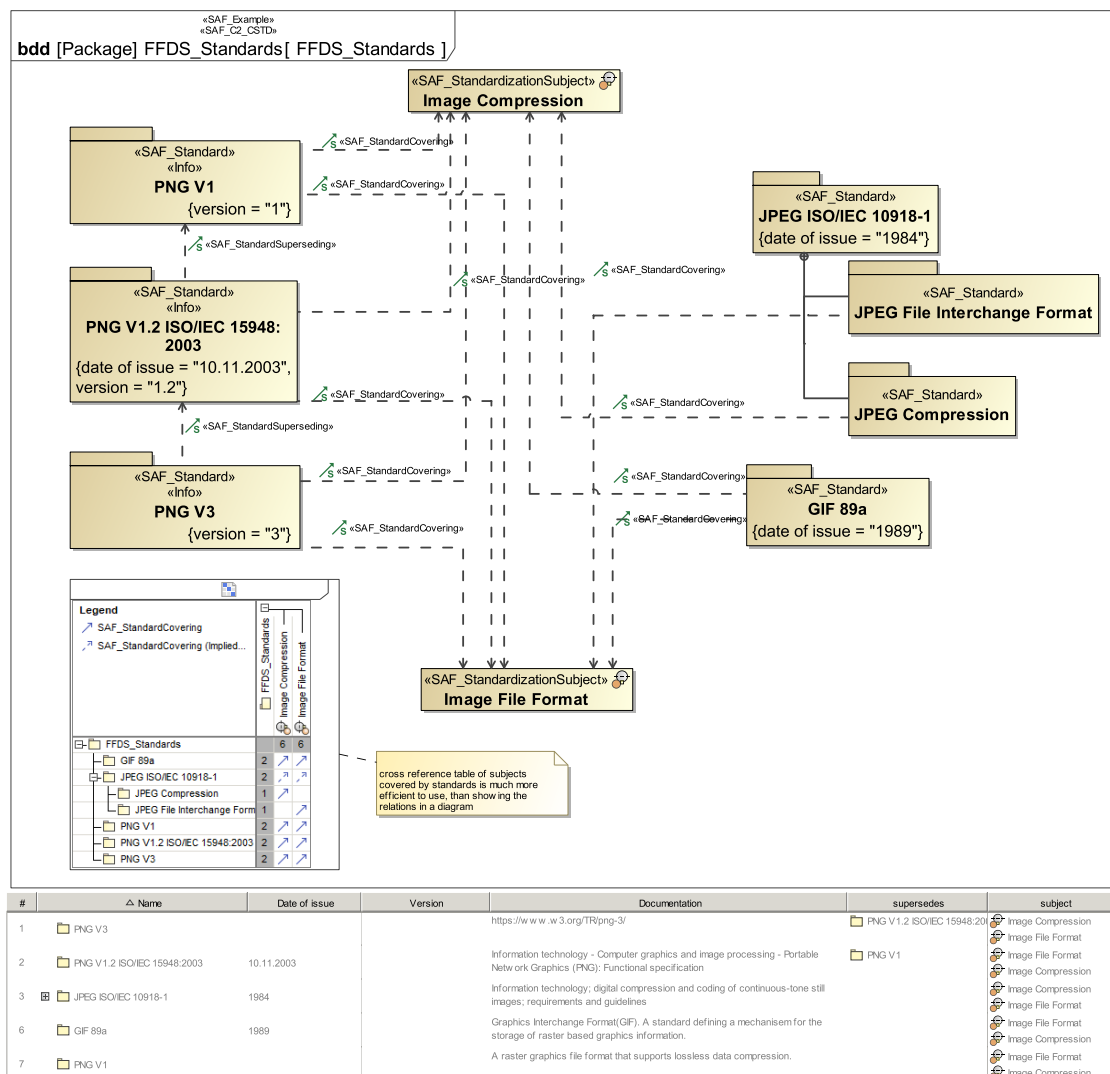 «SAF_Example»
«SAF_C2_CSTD»
bdd [Package] FFDS_Standards[ FFDS_Standards ]
«SAF_StandardizationSubject»
Image Compression
«SAF_StandardCovering»
«SAF_Standard»
«Info»
PNG V1
{version = "1"}
«SAF_StandardCovering»
«SAF_Standard»
JPEG ISO/IEC 10918-1
{date of issue = "1984"}
«SAF_StandardSuperseding»
«SAF_StandardCovering»
«SAF_StandardCovering»
«SAF_Standard»
JPEG File Interchange Format
«SAF_Standard»
«Info»
PNG V1.2 ISO/IEC 15948:
2003
{date of issue = "10.11.2003",
version = "1.2"}
«SAF_StandardCovering»
«SAF_StandardCovering»
«SAF_Standard»
JPEG Compression
«SAF_StandardSuperseding»
«SAF_Standard»
«Info»
PNG V3
{version = "3"}
«SAF_StandardCovering»
«SAF_StandardCovering»
«SAF_Standard»
GIF 89a
{date of issue = "1989"}
«SAF_StandardCovering»
«SAF_StandardCovering»
Legend
SAF_StandardCovering
SAF_StandardCovering (Implied...
FFDS_Standards
Image Compression
Image File Format
FFDS_Standards 6 6
GIF 89a 2
JPEG ISO/IEC 10918-1 2
JPEG Compression 1
JPEG File Interchange Form 1
PNG V1 2
PNG V1.2 ISO/IEC 15948:2003 2
PNG V3 2
«SAF_StandardizationSubject»
Image File Format
cross reference table of subjects
covered by standards is much more
efficient to use, than show ing the
relations in a diagram
# Name Date of issue Version Documentation supersedes subject
1 PNG V3 https://www.w3.org/TR/png-3/ PNG V1.2 ISO/IEC 15948:200 Image Compression
Image File Format
2 PNG V1.2 ISO/IEC 15948:2003 10.11.2003 Information technology - Computer graphics and image processing - Portable PNG V1 Image File Format
Network Graphics (PNG): Functional specification Image Compression
3 JPEG ISO/IEC 10918-1 1984 Information technology; digital compression and coding of continuous-tone still Image Compression
images; requirements and guidelines Image File Format
6 GIF 89a 1989 Graphics Interchange Format(GIF). A standard defining a mechanisem for the Image File Format
storage of raster based graphics information. Image Compression
7 PNG V1 A raster graphics file format that supports lossless data compression. Image File Format
Image Compression